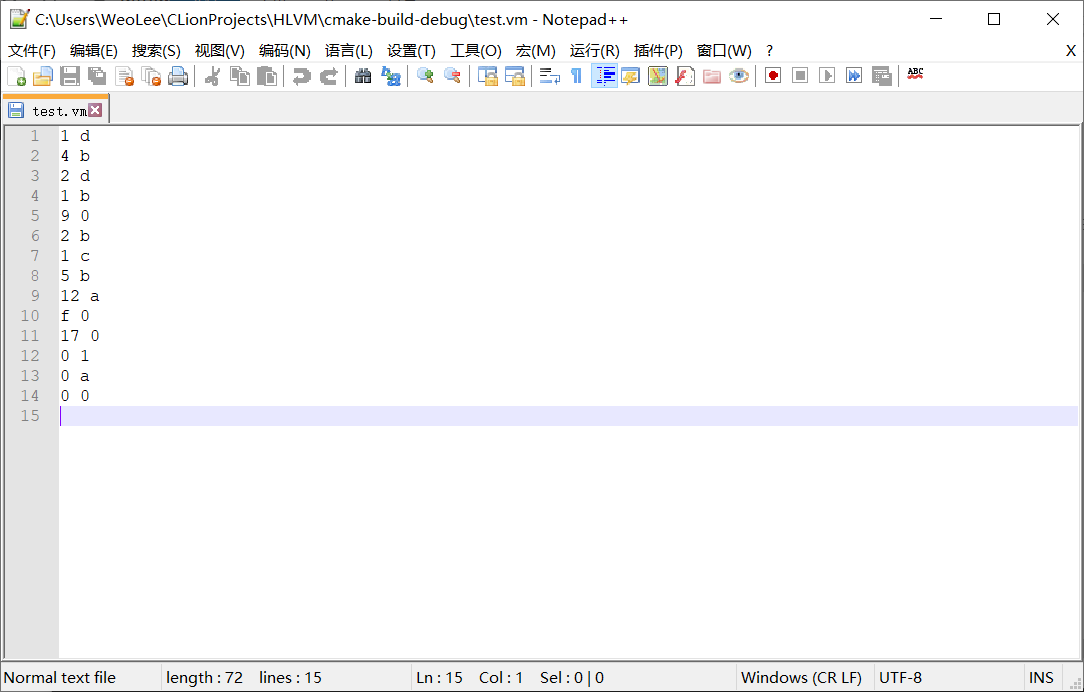 C:\Users\WeoLee\CLionProjects\HLVM\cmake-build-debug\test.vm - Notepad++
文件(F) 编辑(E) 搜索(S) 视图(V) 编码(N) 语言(L) 设置(T) 工具(O) 宏(M) 运行(R) 插件(P) 窗口(W) ? X
ABC
test.vm
1 1 d
2 4 b
3 2 d
4 1 b
5 9 0
6 2 b
7 1 c
8 5 b
9 12 a
10 f 0
11 17 0
12 0 1
13 0 a
14 0 0
15
Normal text file length : 72 lines : 15 Ln : 15 Col : 1 Sel : 0 | 0 Windows (CR LF) UTF-8 INS